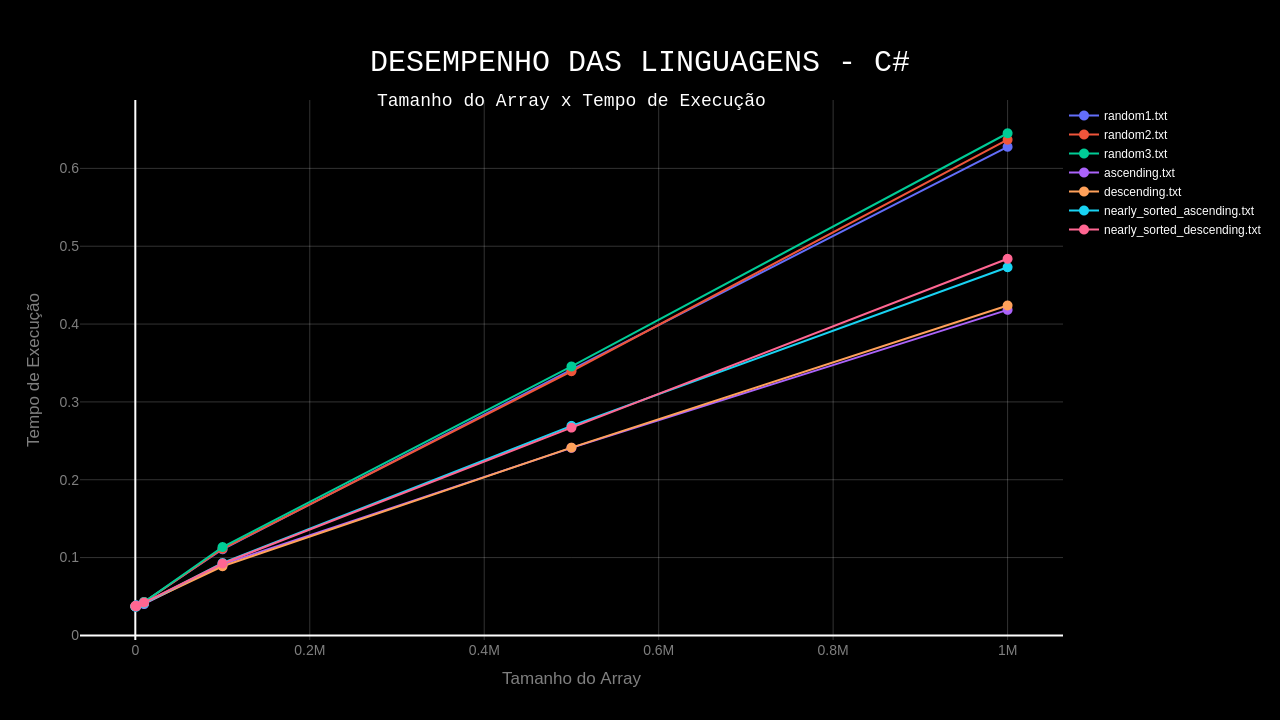 DESEMPENHO DAS LINGUAGENS - C#
Tamanho do Array x Tempo de Execução
random1.txt
random2.txt
random3.txt
ascending.txt
descending.txt
nearly_sorted_ascending.txt
nearly_sorted_descending.txt
Tempo de Execução
0.6
0.5
0.4
0.3
0.2
0.1
0
0 0.2M 0.4M 0.6M 0.8M 1M
Tamanho do Array